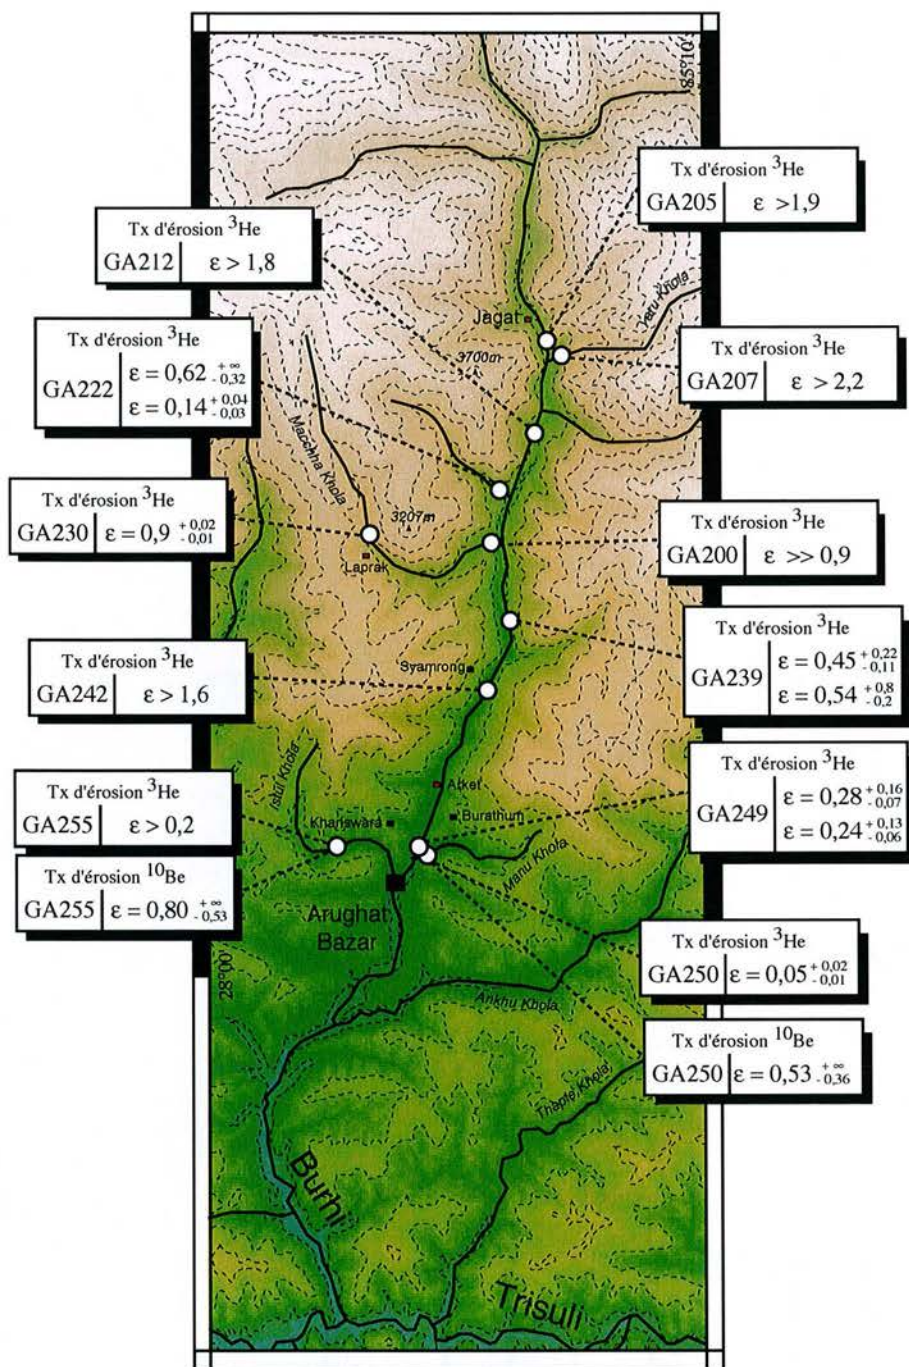 85°10'
Tx d'érosion ³He
GA205 ε >1,9
Tx d'érosion ³He
GA212 ε > 1,8
Yaru Khola
Jagat
Tx d'érosion ³He
GA222
ε = 0,62 +∞ -0,32
ε = 0,14 +0,04 -0,03
3700m
Tx d'érosion ³He
GA207 ε > 2,2
Macchha Khola
Tx d'érosion ³He
GA230 ε = 0,9 +0,02 -0,01
3207m
Laprak
Tx d'érosion ³He
GA200 ε >> 0,9
Tx d'érosion ³He
GA239
ε = 0,45 +0,22 -0,11
ε = 0,54 +0,8 -0,2
Syamrong
Tx d'érosion ³He
GA242 ε > 1,6
Tx d'érosion ³He
GA249
ε = 0,28 +0,16 -0,07
ε = 0,24 +0,13 -0,06
Isful Khola
Arket
Khanswara
Burathum
Manu Khola
Tx d'érosion ³He
GA255 ε > 0,2
Tx d'érosion ¹⁰Be
GA255 ε = 0,80 +∞ -0,53
Arughat
Bazar
28°00'
Ankhu Khola
Tx d'érosion ³He
GA250 ε = 0,05 +0,02 -0,01
Tx d'érosion ¹⁰Be
GA250 ε = 0,53 +∞ -0,36
Thaple Khola
Burhi
Trisuli